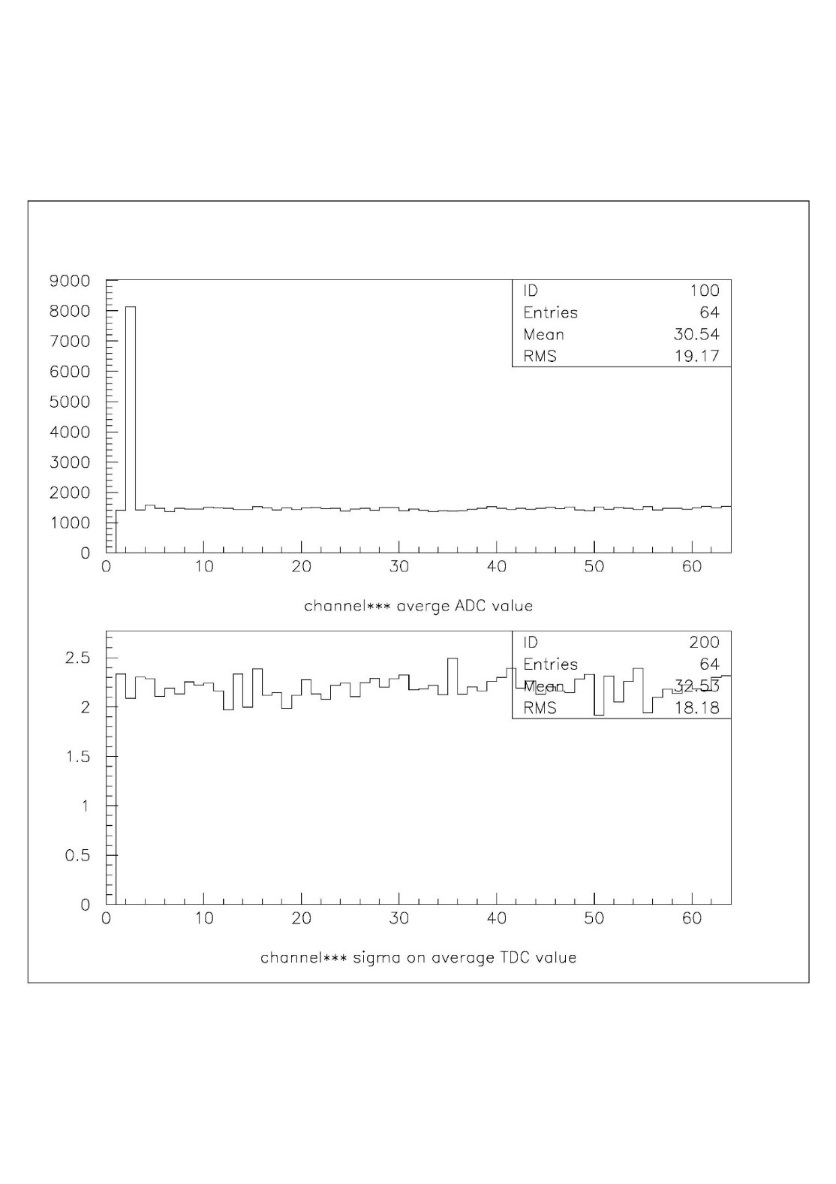 9000
8000
7000
6000
5000
4000
3000
2000
1000
0
ID 100
Entries 64
Mean 30.54
RMS 19.17
0 10 20 30 40 50 60
channel*** averge ADC value
2.5
2
1.5
1
0.5
0
ID 200
Entries 64
Mean 32.53
RMS 18.18
0 10 20 30 40 50 60
channel*** sigma on average TDC value